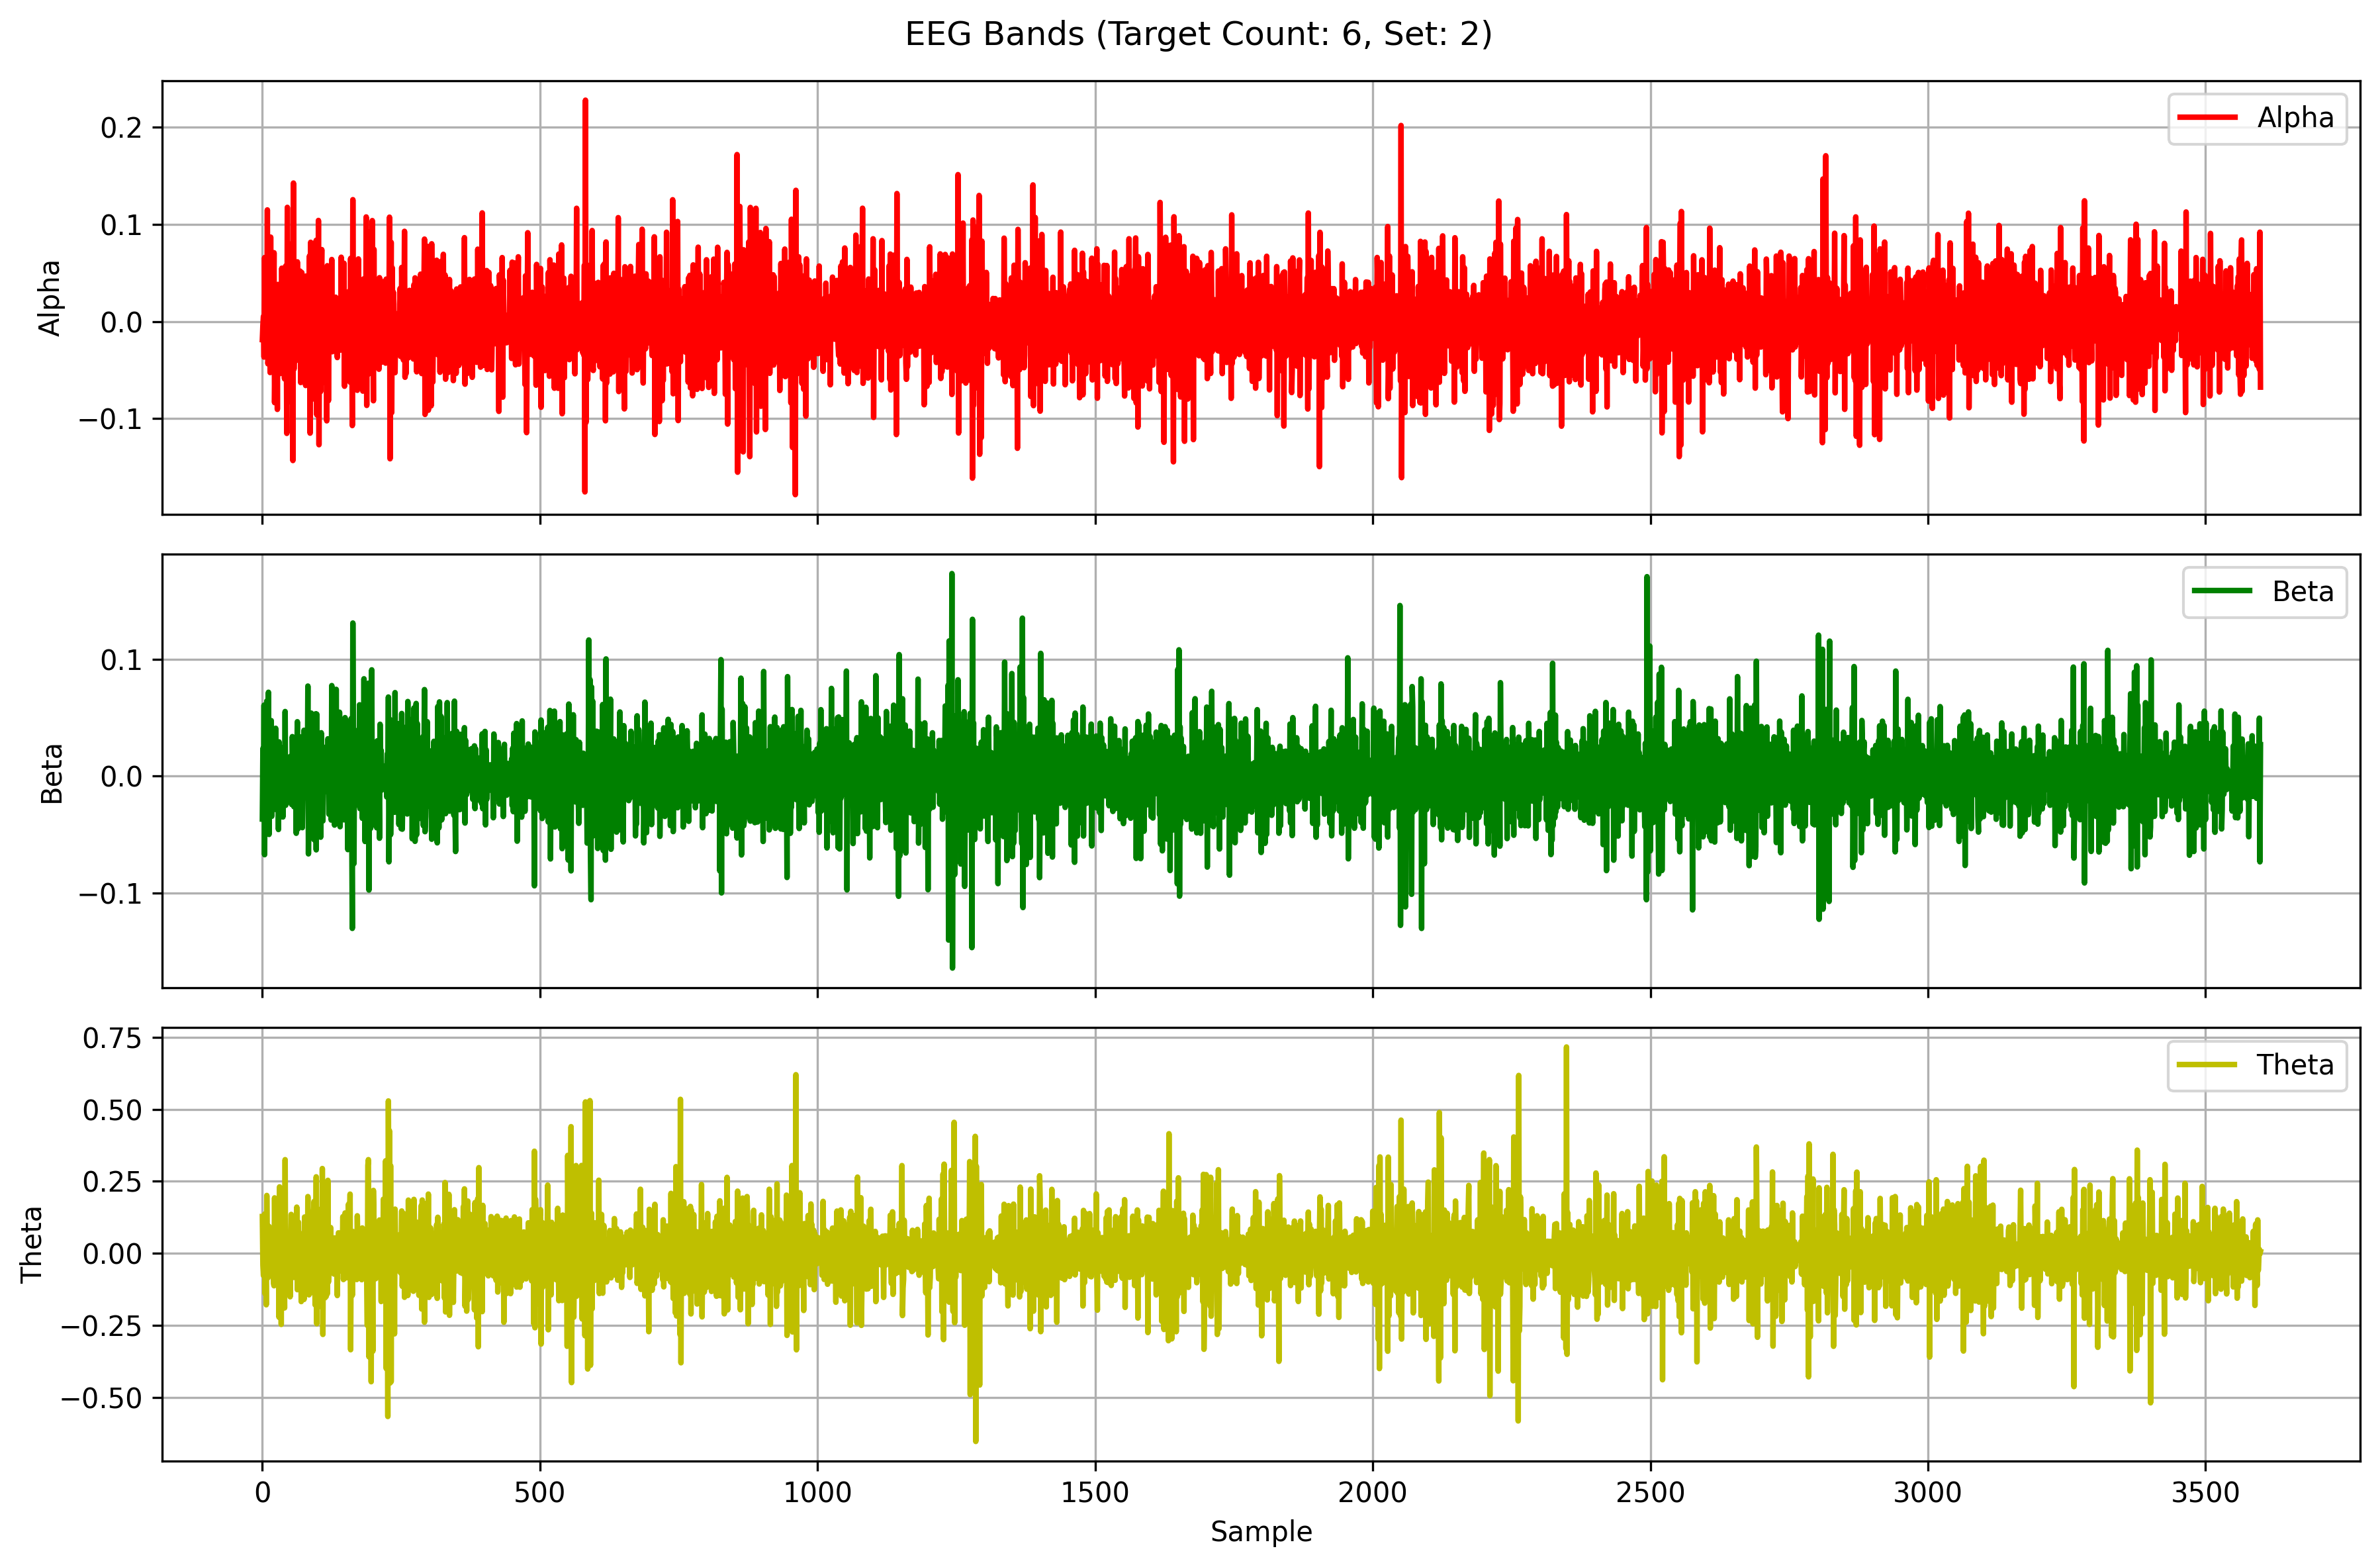 EEG Bands (Target Count: 6, Set: 2)
Alpha
0.2
0.1
0.0
−0.1
Alpha
Beta
0.1
0.0
−0.1
Beta
Theta
0.75
0.50
0.25
0.00
−0.25
−0.50
Theta
0 500 1000 1500 2000 2500 3000 3500
Sample